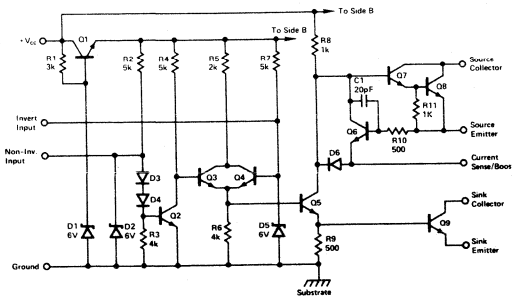 To Side B
+VCC
Q1
To Side B
R1
3k
R2
5k
R4
5k
R5
2k
R7
5k
R8
1k
Source
Collector
C1
20pF
Q7
Q8
R11
1K
Invert
Input
Q6
R10
500
Source
Emitter
Non-Inv.
Input
D6
Current
Sense/Boos
D3
Q3
Q4
D4
Q2
Q5
Sink
Collector
D1
6V
D2
6V
R3
4k
R6
4k
D5
6V
R9
500
Q9
Sink
Emitter
Ground
Substrate